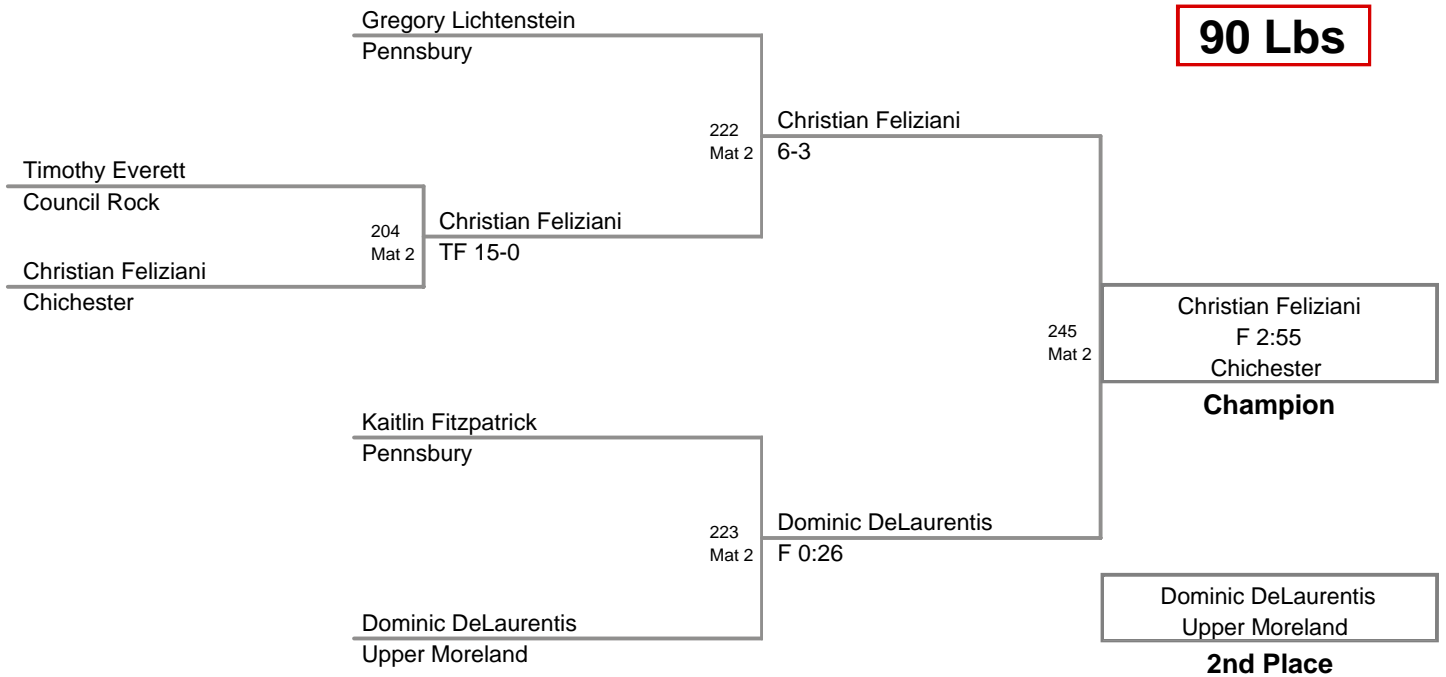 Gregory Lichtenstein
Pennsbury
90 Lbs
222
Mat 2
Christian Feliziani
6-3
Timothy Everett
Council Rock
204
Mat 2
Christian Feliziani
TF 15-0
Christian Feliziani
Chichester
245
Mat 2
Christian Feliziani
F 2:55
Chichester
Champion
Kaitlin Fitzpatrick
Pennsbury
223
Mat 2
Dominic DeLaurentis
F 0:26
Dominic DeLaurentis
Upper Moreland
Dominic DeLaurentis
Upper Moreland
2nd Place